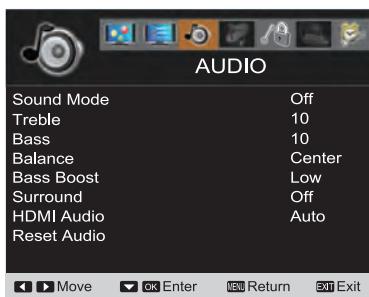 AUDIO
Sound Mode Off
Treble 10
Bass 10
Balance Center
Bass Boost Low
Surround Off
HDMI Audio Auto
Reset Audio
Move OK Enter MENU Return EXIT Exit